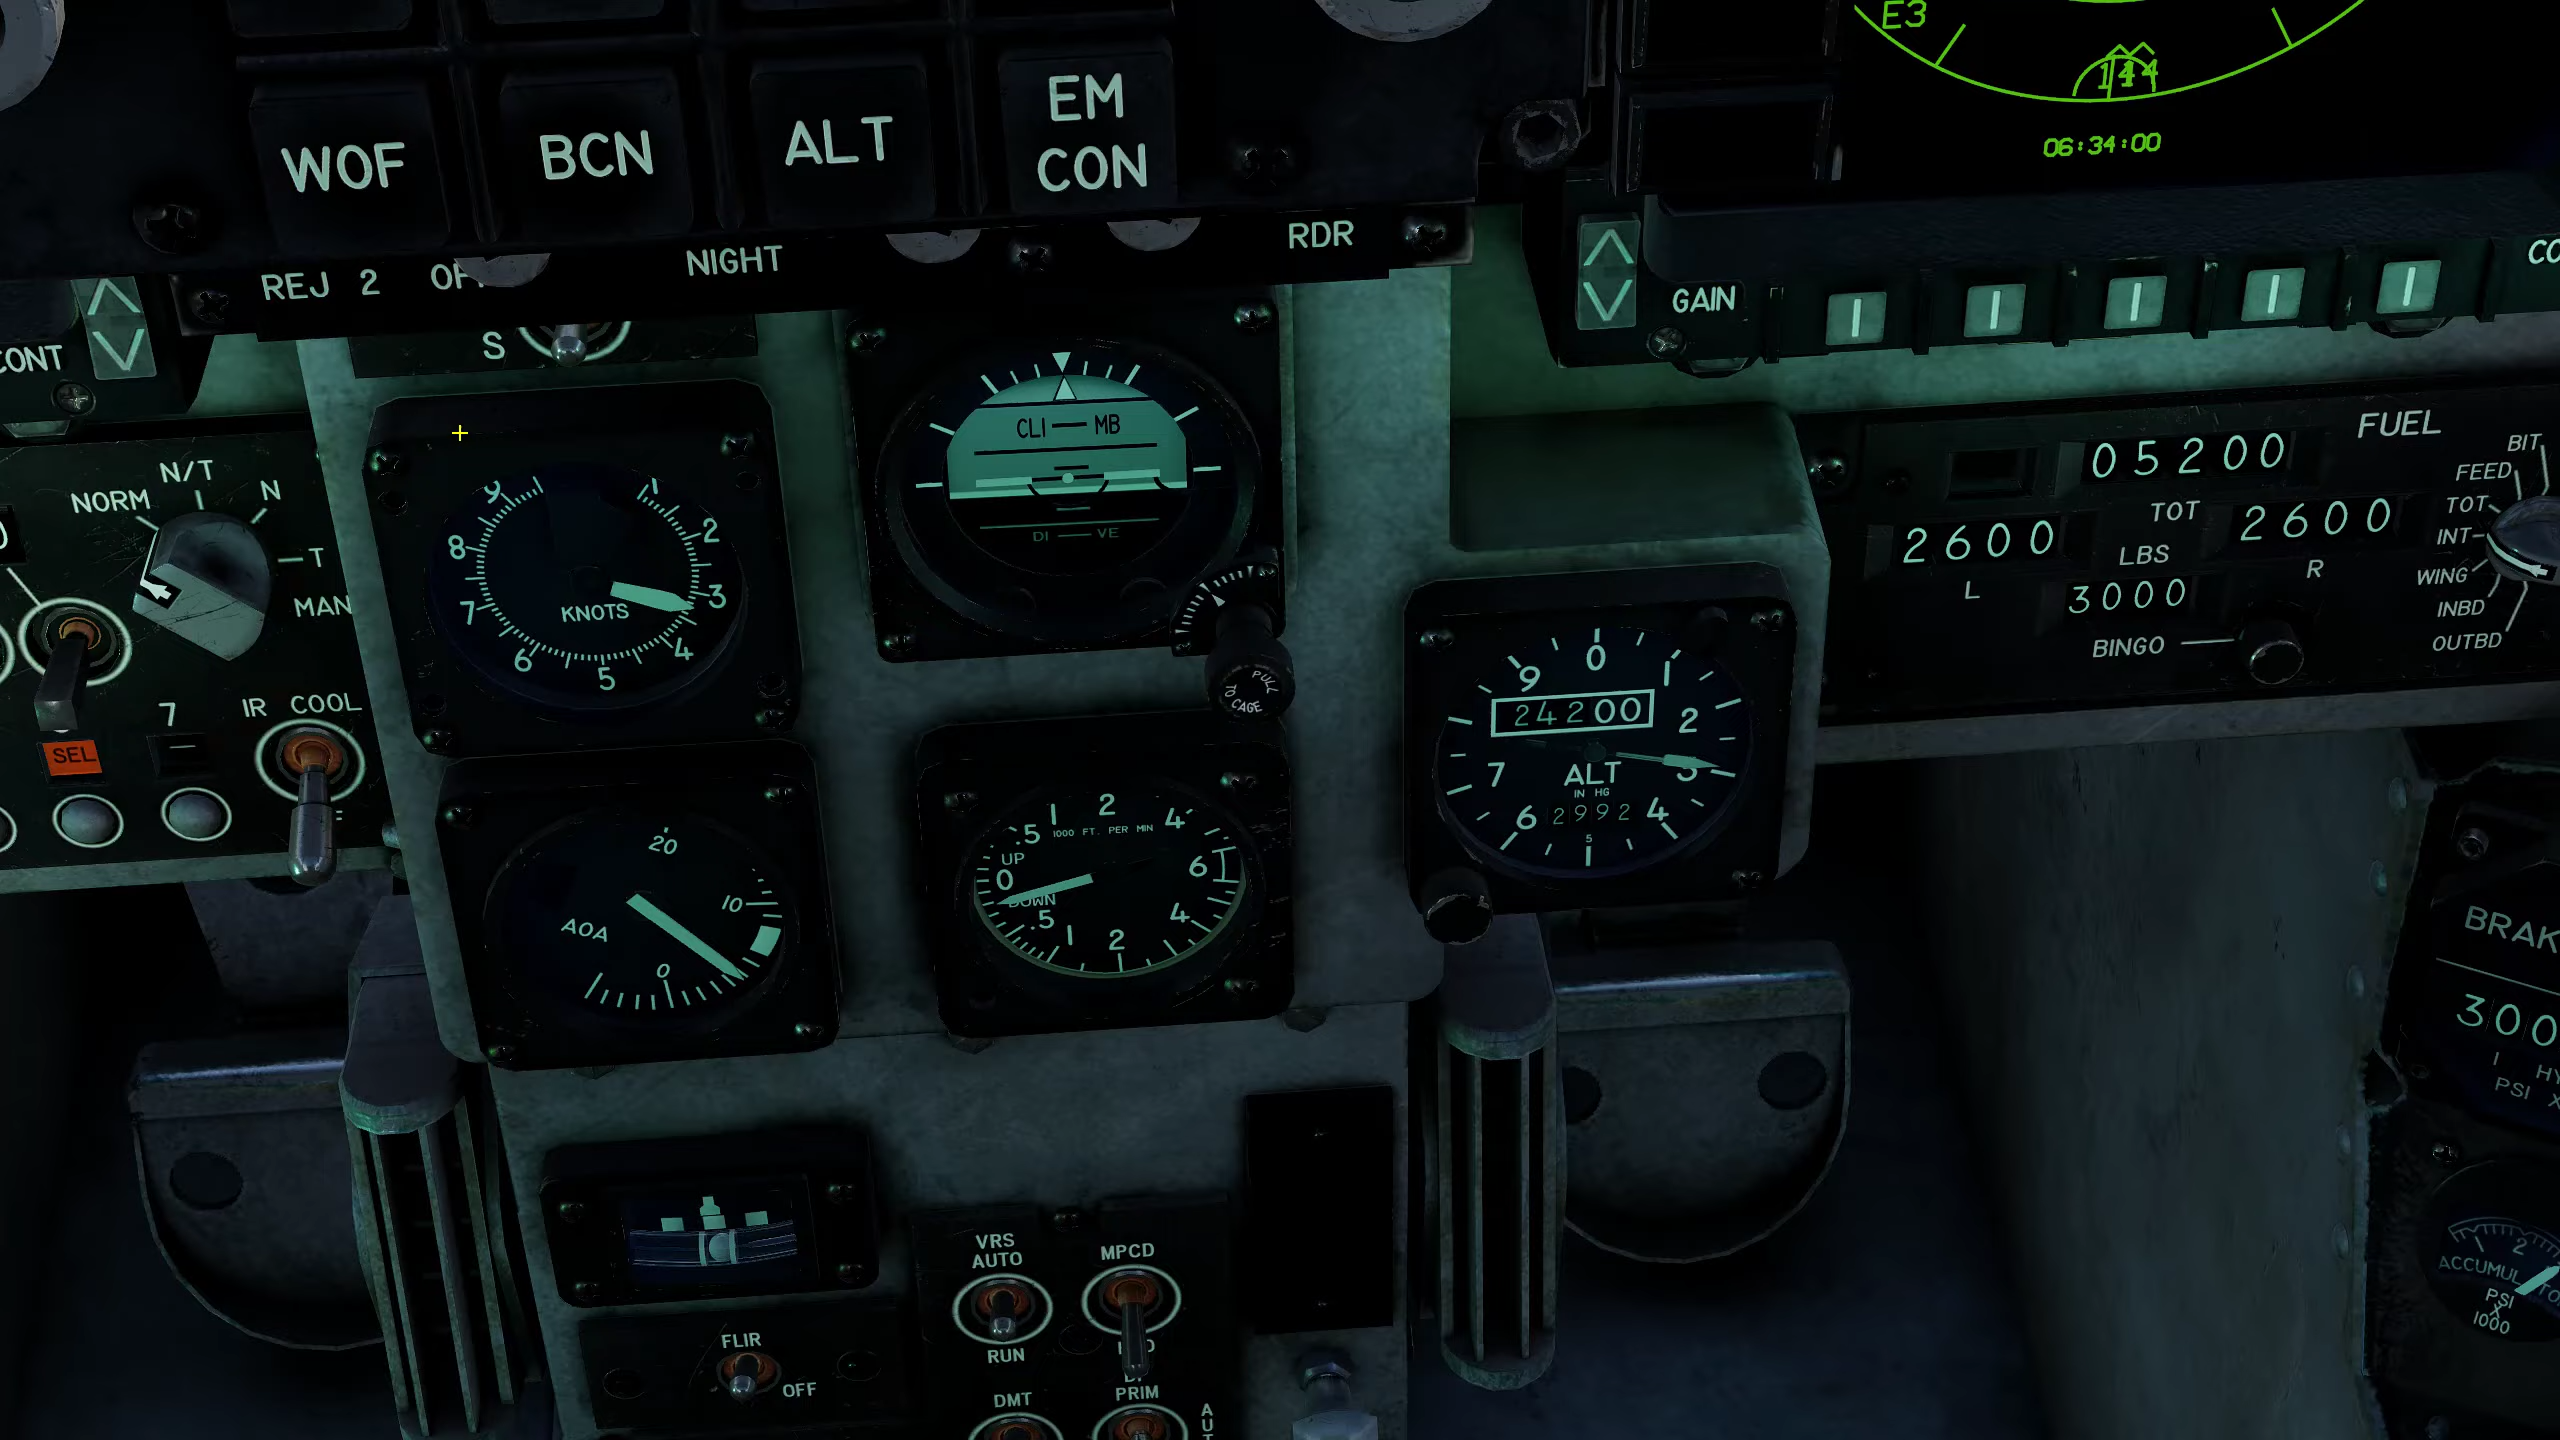 E3
144
06:34:00
WOF
BCN
ALT
EM
CON
REJ 2
NIGHT
RDR
CONT
S
GAIN
NORM
N/T
N
T
MAN
SEL
7
IR COOL
1
2
3
4
5
6
7
8
9
KNOTS
CLI MB
DI VE
PULL
TO
CAGE
FUEL
05200
TOT
2600
2600
LBS
L
R
3000
BINGO
BIT
FEED
TOT
INT
WING
INBD
OUTBD
0
1
2
3
4
5
6
7
9
24200
ALT
IN HG
2992
20
10
0
AOA
.5
1
2
4
6
4
2
1
.5
0
1000 FT. PER MIN
UP
DOWN
BRAK
300
PSI X
2
PSI
X
1000
VRS
AUTO
RUN
MPCD
FLIR
OFF
DMT
PRIM